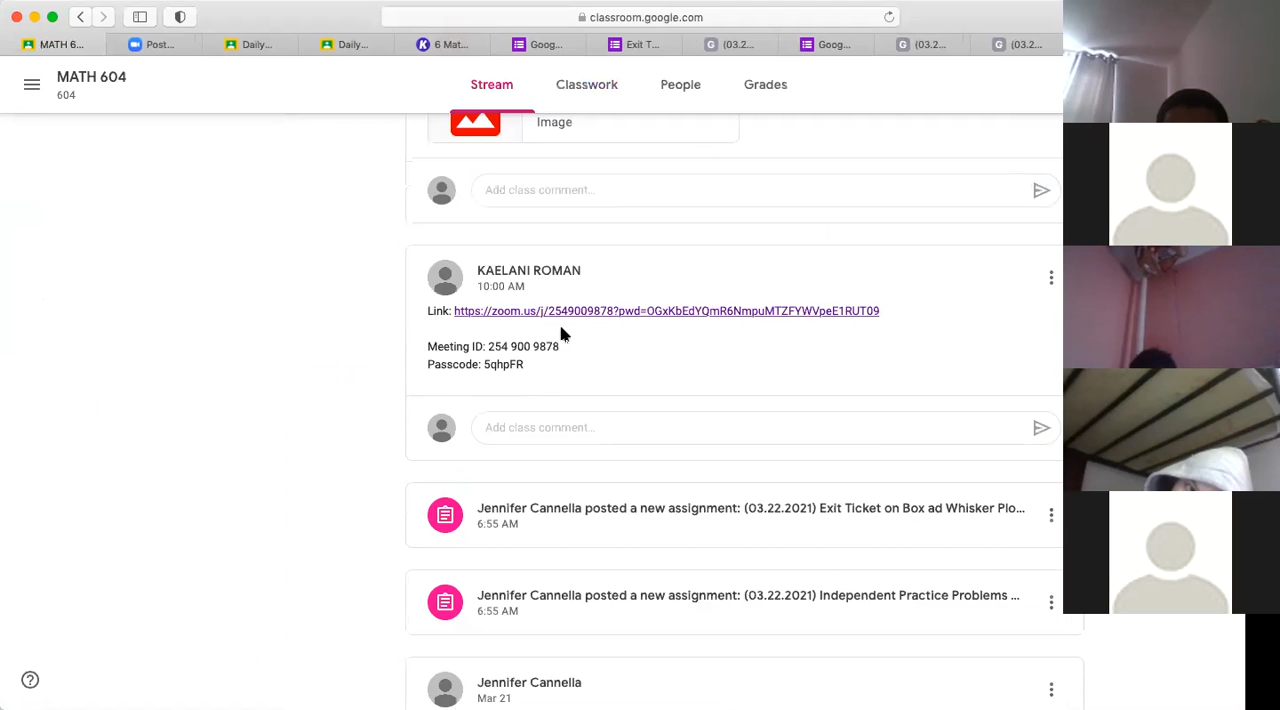 classroom.google.com
MATH 6...
Post...
Daily...
Daily...
6 Mat...
Goog...
Exit T...
(03.2...
Goog...
(03.2...
(03.2...
MATH 604
604
Stream
Classwork
People
Grades
Image
Add class comment...
KAELANI ROMAN
10:00 AM
Link: https://zoom.us/j/2549009878?pwd=OGxKbEdYQmR6NmpuMTZFYWVpeE1RUT09
Meeting ID: 254 900 9878
Passcode: 5qhpFR
Add class comment...
Jennifer Cannella posted a new assignment: (03.22.2021) Exit Ticket on Box ad Whisker Plo...
6:55 AM
Jennifer Cannella posted a new assignment: (03.22.2021) Independent Practice Problems ...
6:55 AM
Jennifer Cannella
Mar 21